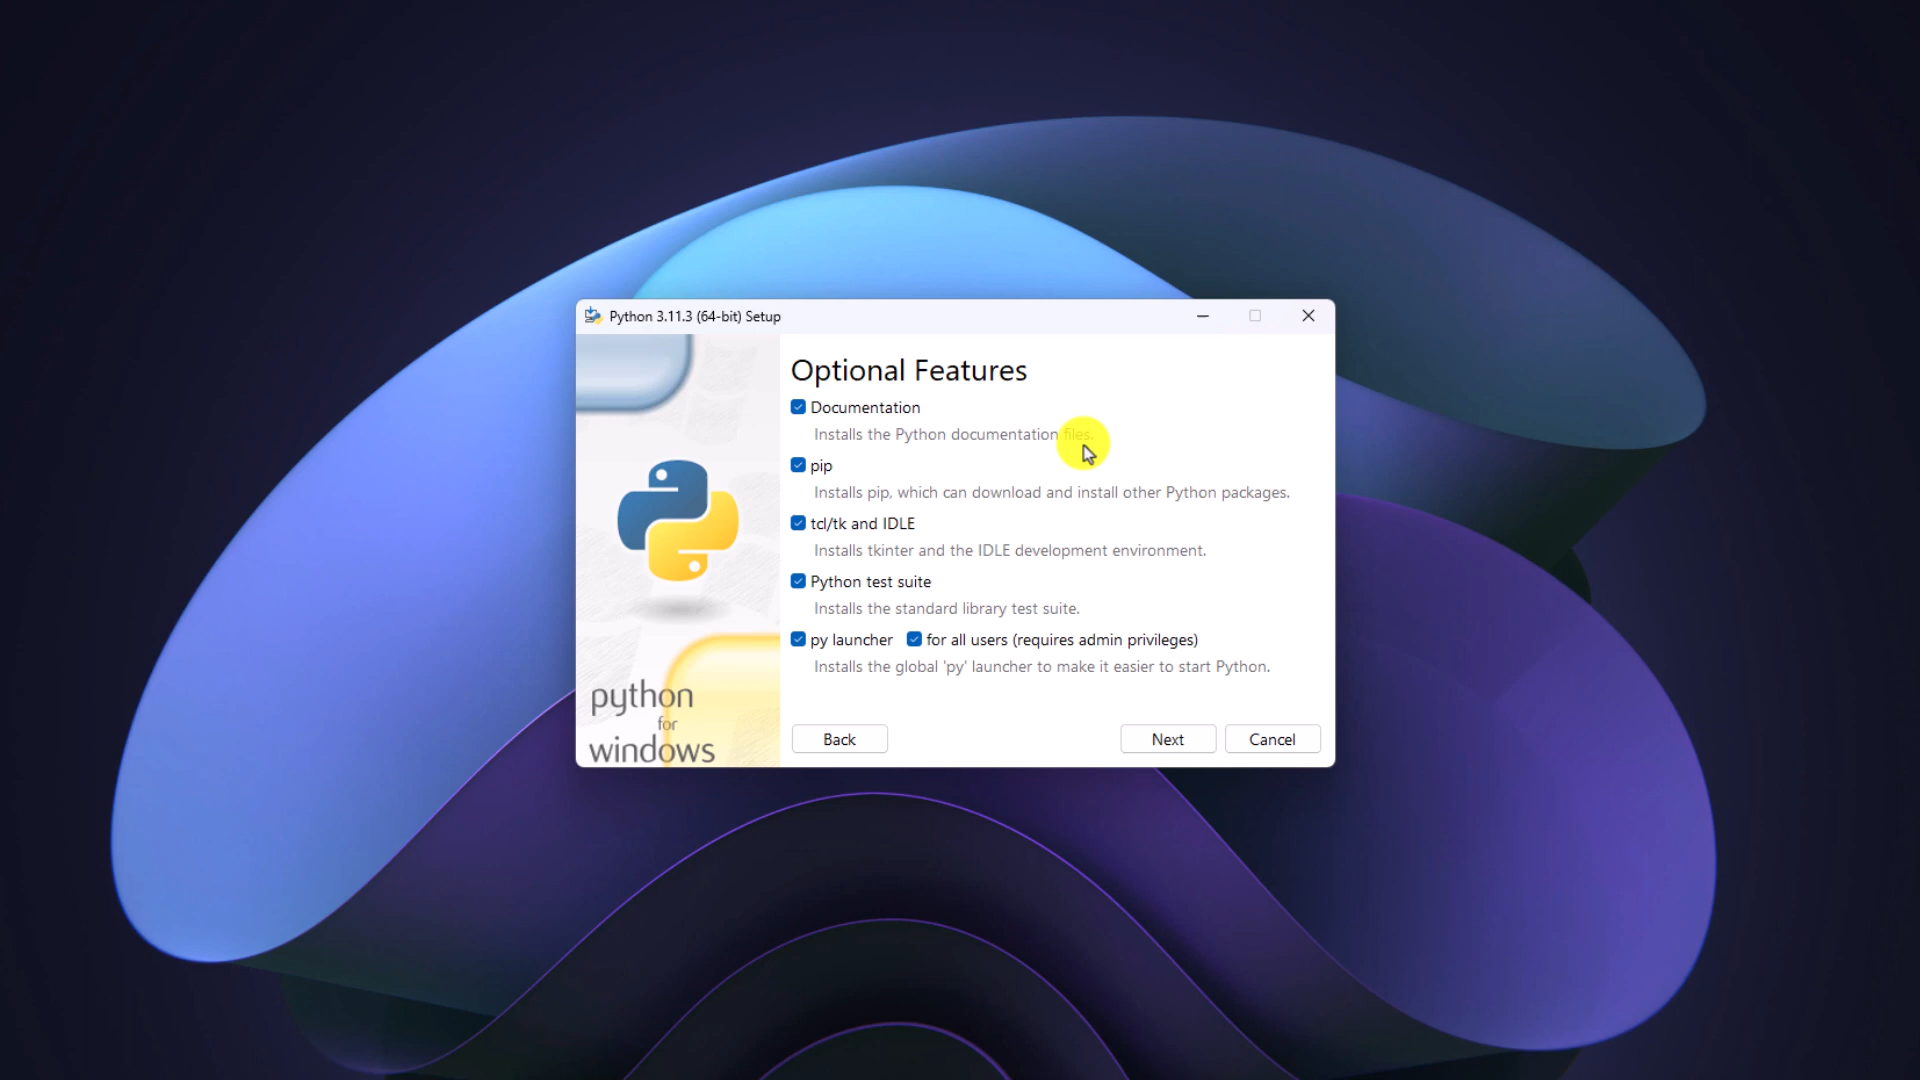 Python 3.11.3 (64-bit) Setup
Optional Features
Documentation
Installs the Python documentation files.
pip
Installs pip, which can download and install other Python packages.
tcl/tk and IDLE
Installs tkinter and the IDLE development environment.
Python test suite
Installs the standard library test suite.
py launcher for all users (requires admin privileges)
Installs the global 'py' launcher to make it easier to start Python.
python
for
windows
Back Next Cancel